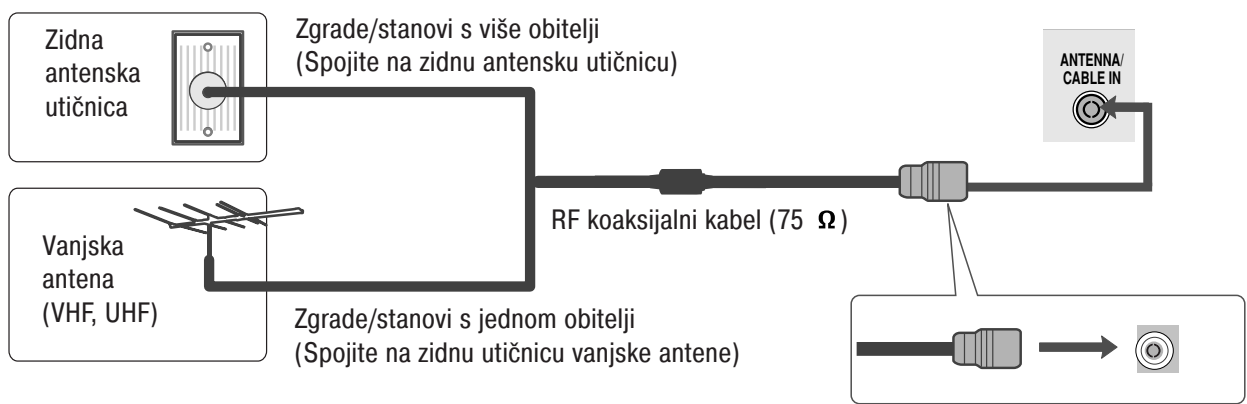 Zidna
antenska
utičnica
Zgrade/stanovi s više obitelji
(Spojite na zidnu antensku utičnicu)
ANTENNA/
CABLE IN
RF koaksijalni kabel (75 Ω)
Vanjska
antena
(VHF, UHF)
Zgrade/stanovi s jednom obitelji
(Spojite na zidnu utičnicu vanjske antene)